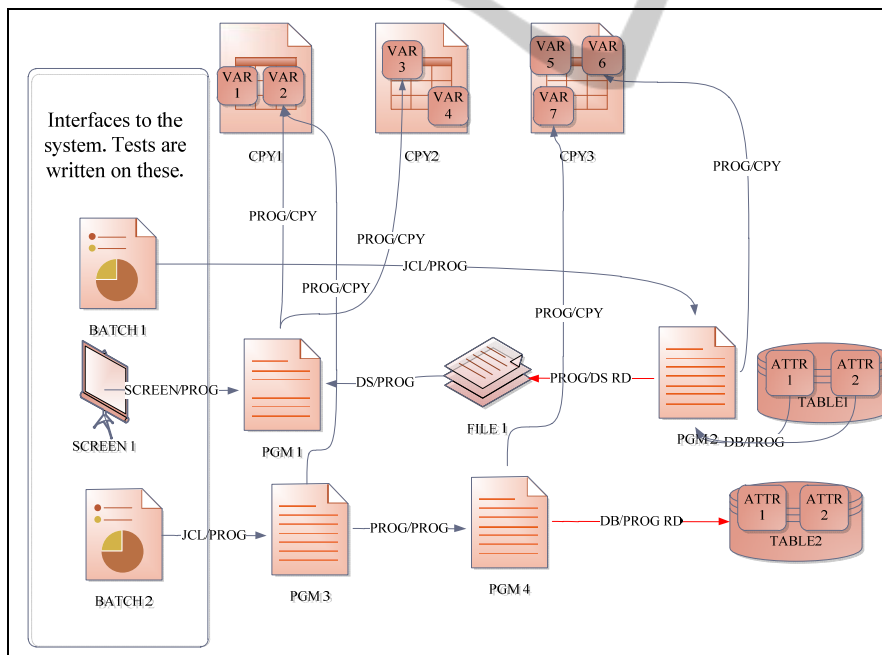 VAR
1
VAR
2
CPY1
VAR
3
VAR
4
CPY2
VAR
5
VAR
6
VAR
7
CPY3
Interfaces to the
system. Tests are
written on these.
PROG/CPY
PROG/CPY
PROG/CPY
PROG/CPY
PROG/CPY
JCL/PROG
BATCH 1
SCREEN/PROG
SCREEN 1
PGM 1
DS/PROG
FILE 1
PROG/DS RD
PGM 2
ATTR
1
ATTR
2
TABLE1
DB/PROG
BATCH 2
JCL/PROG
PGM 3
PROG/PROG
PGM 4
DB/PROG RD
ATTR
1
ATTR
2
TABLE2